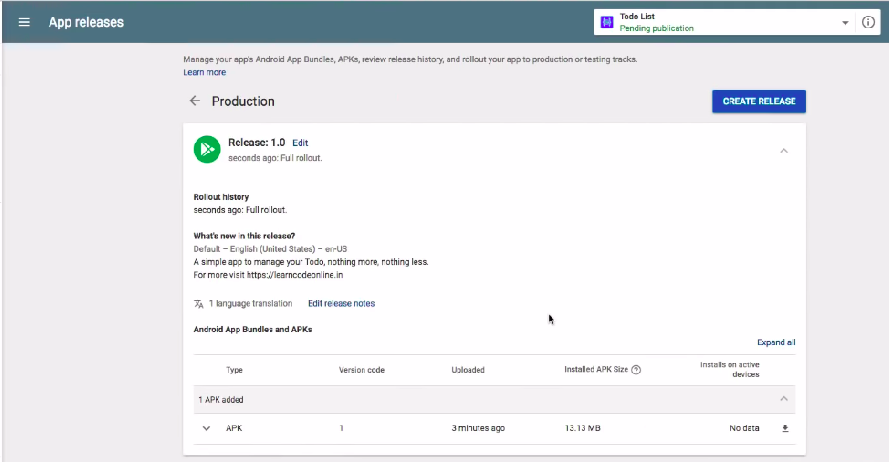 App releases
Todo List
Pending publication
Manage your app's Android App Bundles, APKs, review release history, and rollout your app to production or testing tracks.
Learn more
Production
CREATE RELEASE
Release: 1.0 Edit
seconds ago: Full rollout.
Rollout history
seconds ago: Full rollout.
What's new in this release?
Default – English (United States) – en-US
A simple app to manage your Todo, nothing more, nothing less.
For more visit https://learncodeonline.in
1 language translation Edit release notes
Android App Bundles and APKs
Expand all
Type Version code Uploaded Installed APK Size Installs on active
devices
1 APK added
APK 1 3 minutes ago 13.13 MB No data